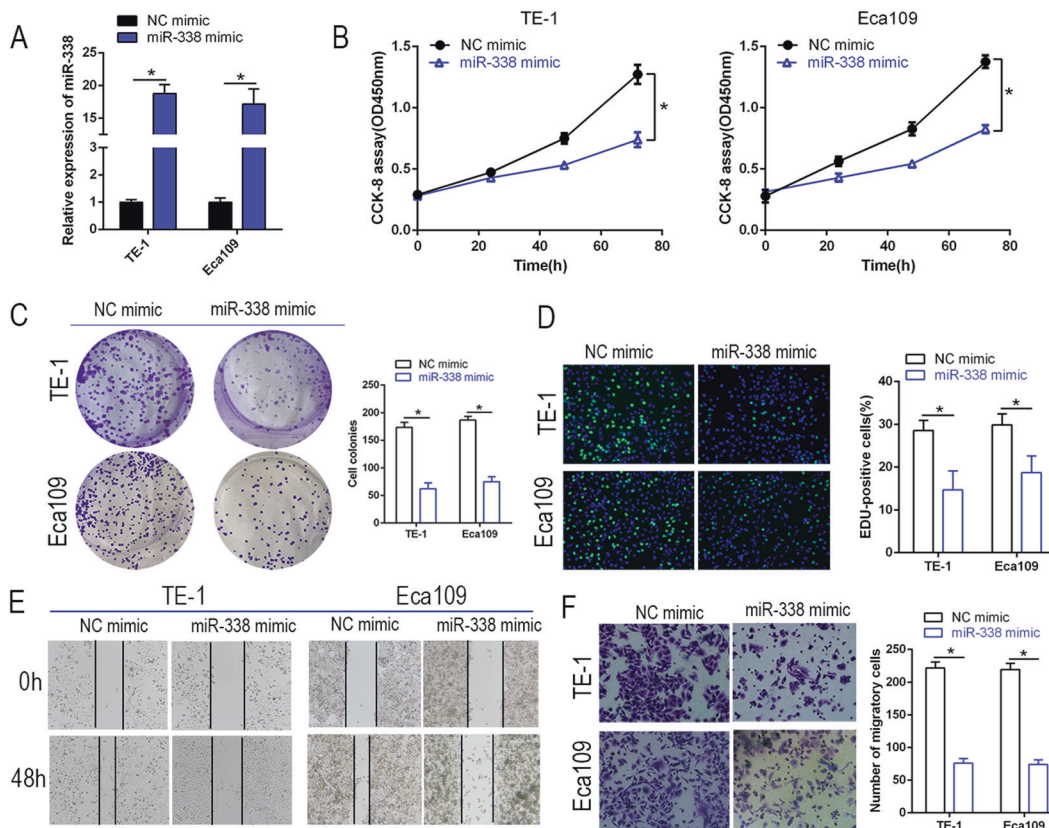 A
NC mimic
miR-338 mimic
Relative expression of miR-338
25
20
15
10
5
2
1
0
*
*
TE-1
Eca109
B
TE-1
NC mimic
miR-338 mimic
CCK-8 assay(OD450nm)
1.5
1.0
0.5
0.0
*
0
20
40
60
80
Time(h)
Eca109
NC mimic
miR-338 mimic
CCK-8 assay(OD450nm)
1.5
1.0
0.5
0.0
*
0
20
40
60
80
Time(h)
C
NC mimic
miR-338 mimic
TE-1
Eca109
NC mimic
miR-338 mimic
Cell colonies
250
200
150
100
50
0
*
*
TE-1
Eca109
D
NC mimic
miR-338 mimic
TE-1
Eca109
NC mimic
miR-338 mimic
EDU-positive cells(%)
40
30
20
10
0
*
*
TE-1
Eca109
E
TE-1
Eca109
NC mimic
miR-338 mimic
NC mimic
miR-338 mimic
0h
48h
F
NC mimic
miR-338 mimic
TE-1
Eca109
NC mimic
miR-338 mimic
Number of migratory cells
250
200
150
100
50
0
*
*
TE-1
Eca109